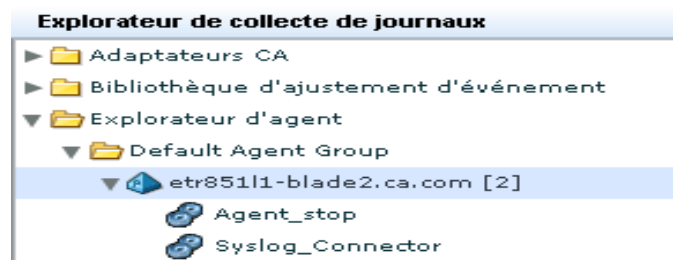 Explorateur de collecte de journaux
Adaptateurs CA
Bibliothèque d'ajustement d'événement
Explorateur d'agent
Default Agent Group
etr851l1-blade2.ca.com [2]
Agent_stop
Syslog_Connector